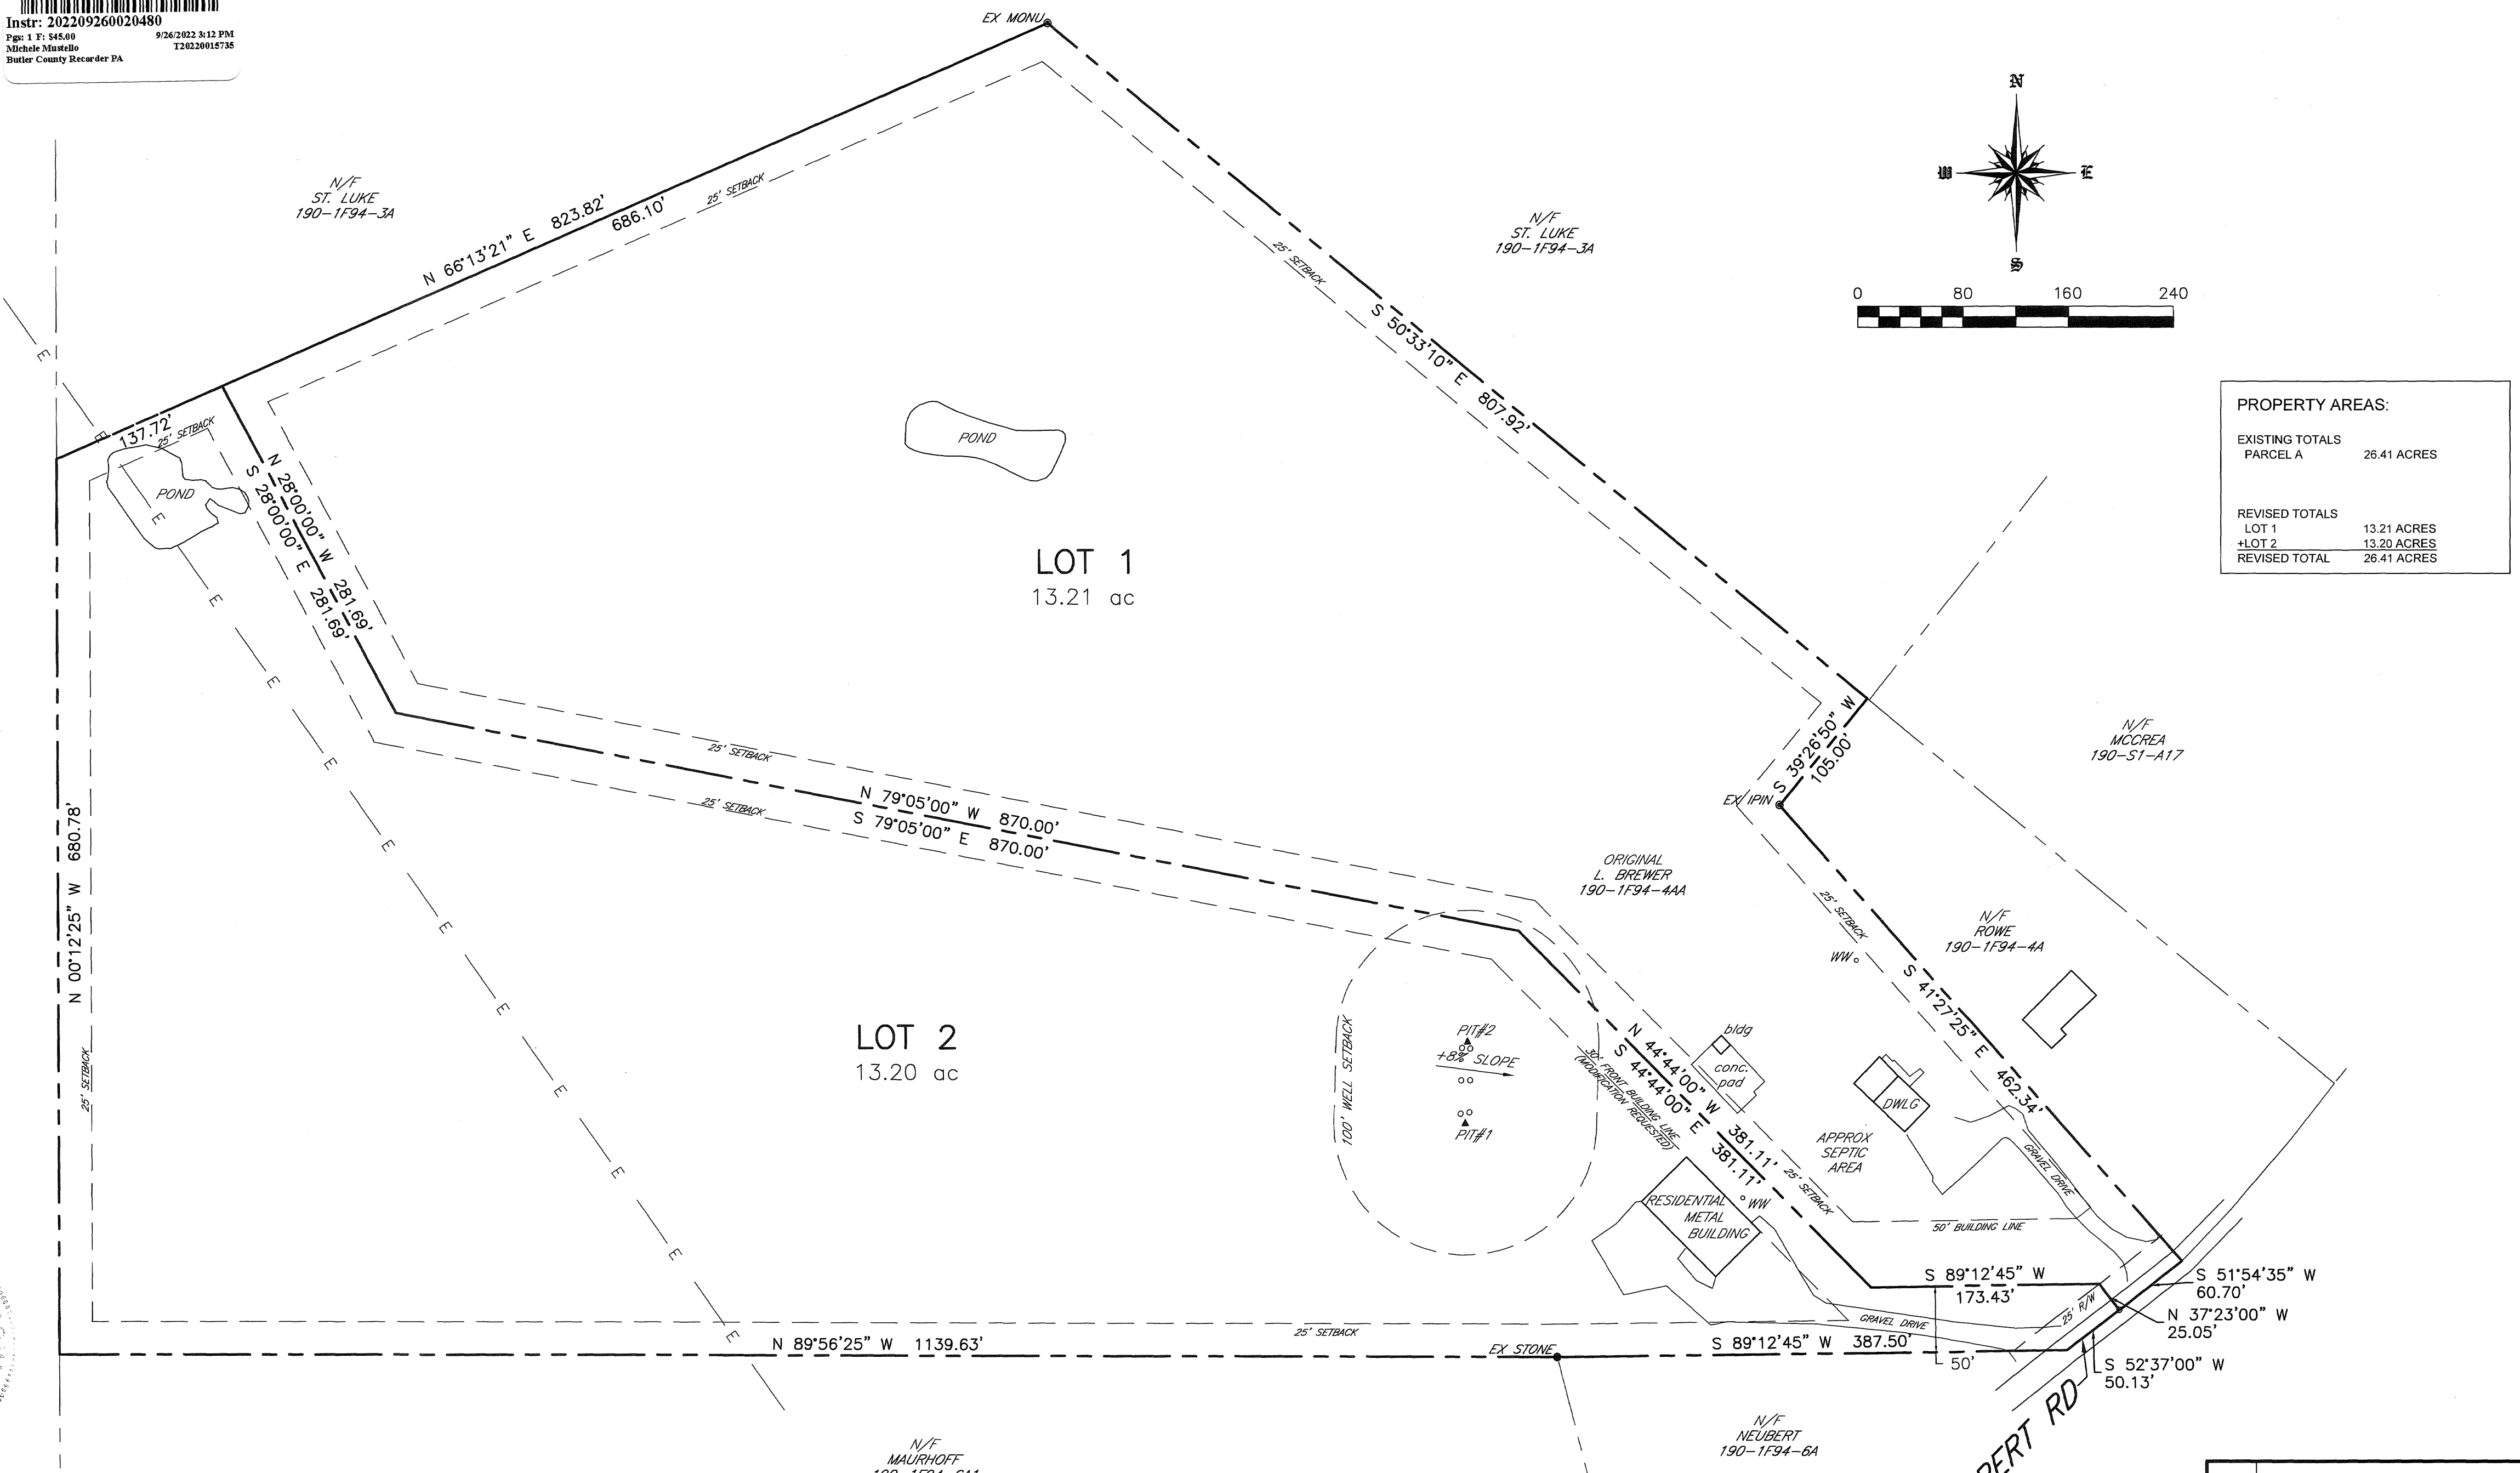 Instr: 202209260020480
Pgs: 1 F: $45.00 9/26/2022 3:12 PM
Michele Mustello T20220015735
Butler County Recorder PA
EX MONU
N
W E
S
0 80 160 240
N/F
ST. LUKE
190-1F94-3A
N/F
ST. LUKE
190-1F94-3A
N 66°13'21" E 823.82'
686.10'
25' SETBACK
25' SETBACK
S 50°33'10" E 807.92'
PROPERTY AREAS:
EXISTING TOTALS
PARCEL A 26.41 ACRES
REVISED TOTALS
LOT 1 13.21 ACRES
+LOT 2 13.20 ACRES
REVISED TOTAL 26.41 ACRES
E
E
137.72'
25' SETBACK
POND
E
POND
N 28°00'00" W 281.69'
S 28°00'00" E 281.69'
LOT 1
13.21 ac
E
E
E
E
E
E
E
E
E
E
25' SETBACK
25' SETBACK
N 79°05'00" W 870.00'
S 79°05'00" E 870.00'
S 39°26'50" W
105.00'
EX IPIN
N/F
MCCREA
190-S1-A17
ORIGINAL
L. BREWER
190-1F94-4AA
25' SETBACK
WW
N/F
ROWE
190-1F94-4A
S 41°27'25" E 462.34'
N 00°12'25" W 680.78'
25' SETBACK
LOT 2
13.20 ac
100' WELL SETBACK
PIT#2
+8% SLOPE
PIT#1
N 44°44'00" W 381.11'
S 44°44'00" E 381.11'
30' FRONT BUILDING LINE
(MODIFICATION REQUESTED)
bldg
conc.
pad
DWLG
APPROX
SEPTIC
AREA
GRAVEL DRIVE
25' SETBACK
RESIDENTIAL
METAL
BUILDING
WW
50' BUILDING LINE
S 89°12'45" W
173.43'
S 51°54'35" W
60.70'
N 37°23'00" W
25.05'
25' R/W
GRAVEL DRIVE
25' SETBACK
N 89°56'25" W 1139.63'
EX STONE
S 89°12'45" W 387.50'
50'
S 52°37'00" W
50.13'
N/F
MAURHOFF
N/F
NEUBERT
190-1F94-6A
RD